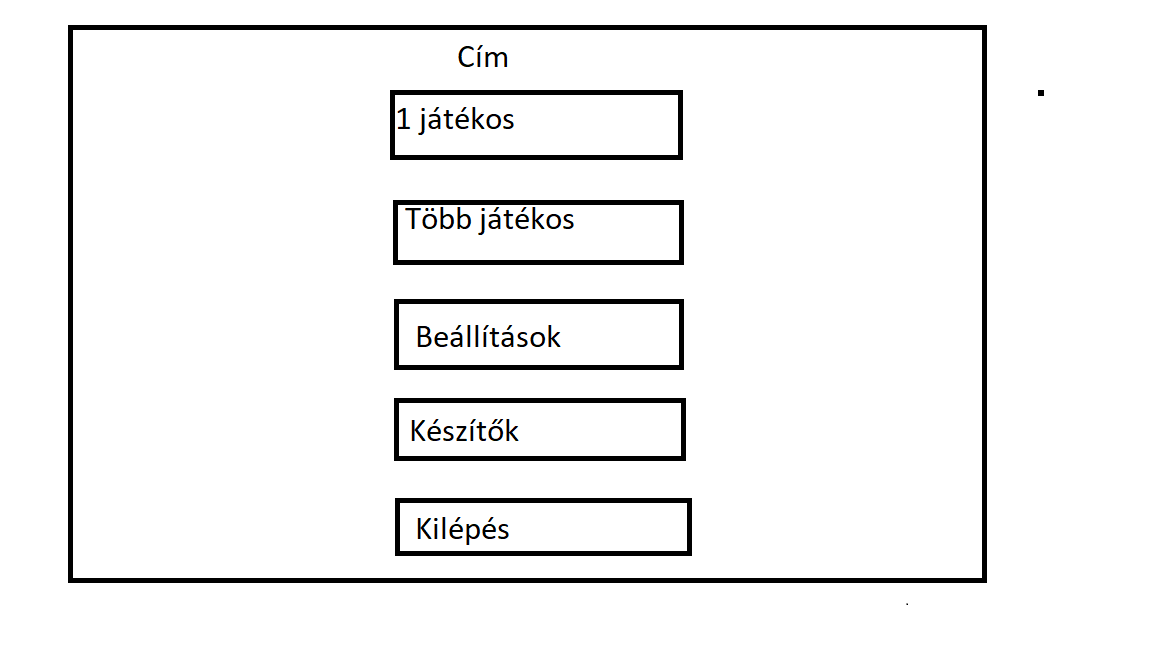 Cím
1 játékos
Több játékos
Beállítások
Készítők
Kilépés